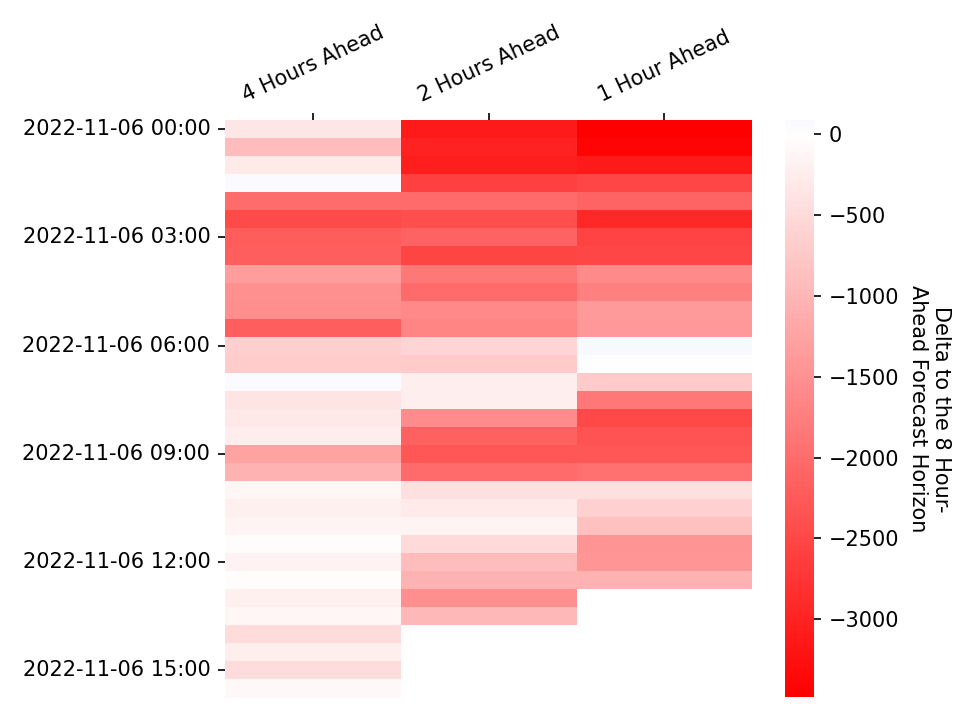 4 Hours Ahead
2 Hours Ahead
1 Hour Ahead
2022-11-06 00:00
2022-11-06 03:00
2022-11-06 06:00
2022-11-06 09:00
2022-11-06 12:00
2022-11-06 15:00
0
−500
−1000
−1500
−2000
−2500
−3000
Delta to the 8 Hour-
Ahead Forecast Horizon